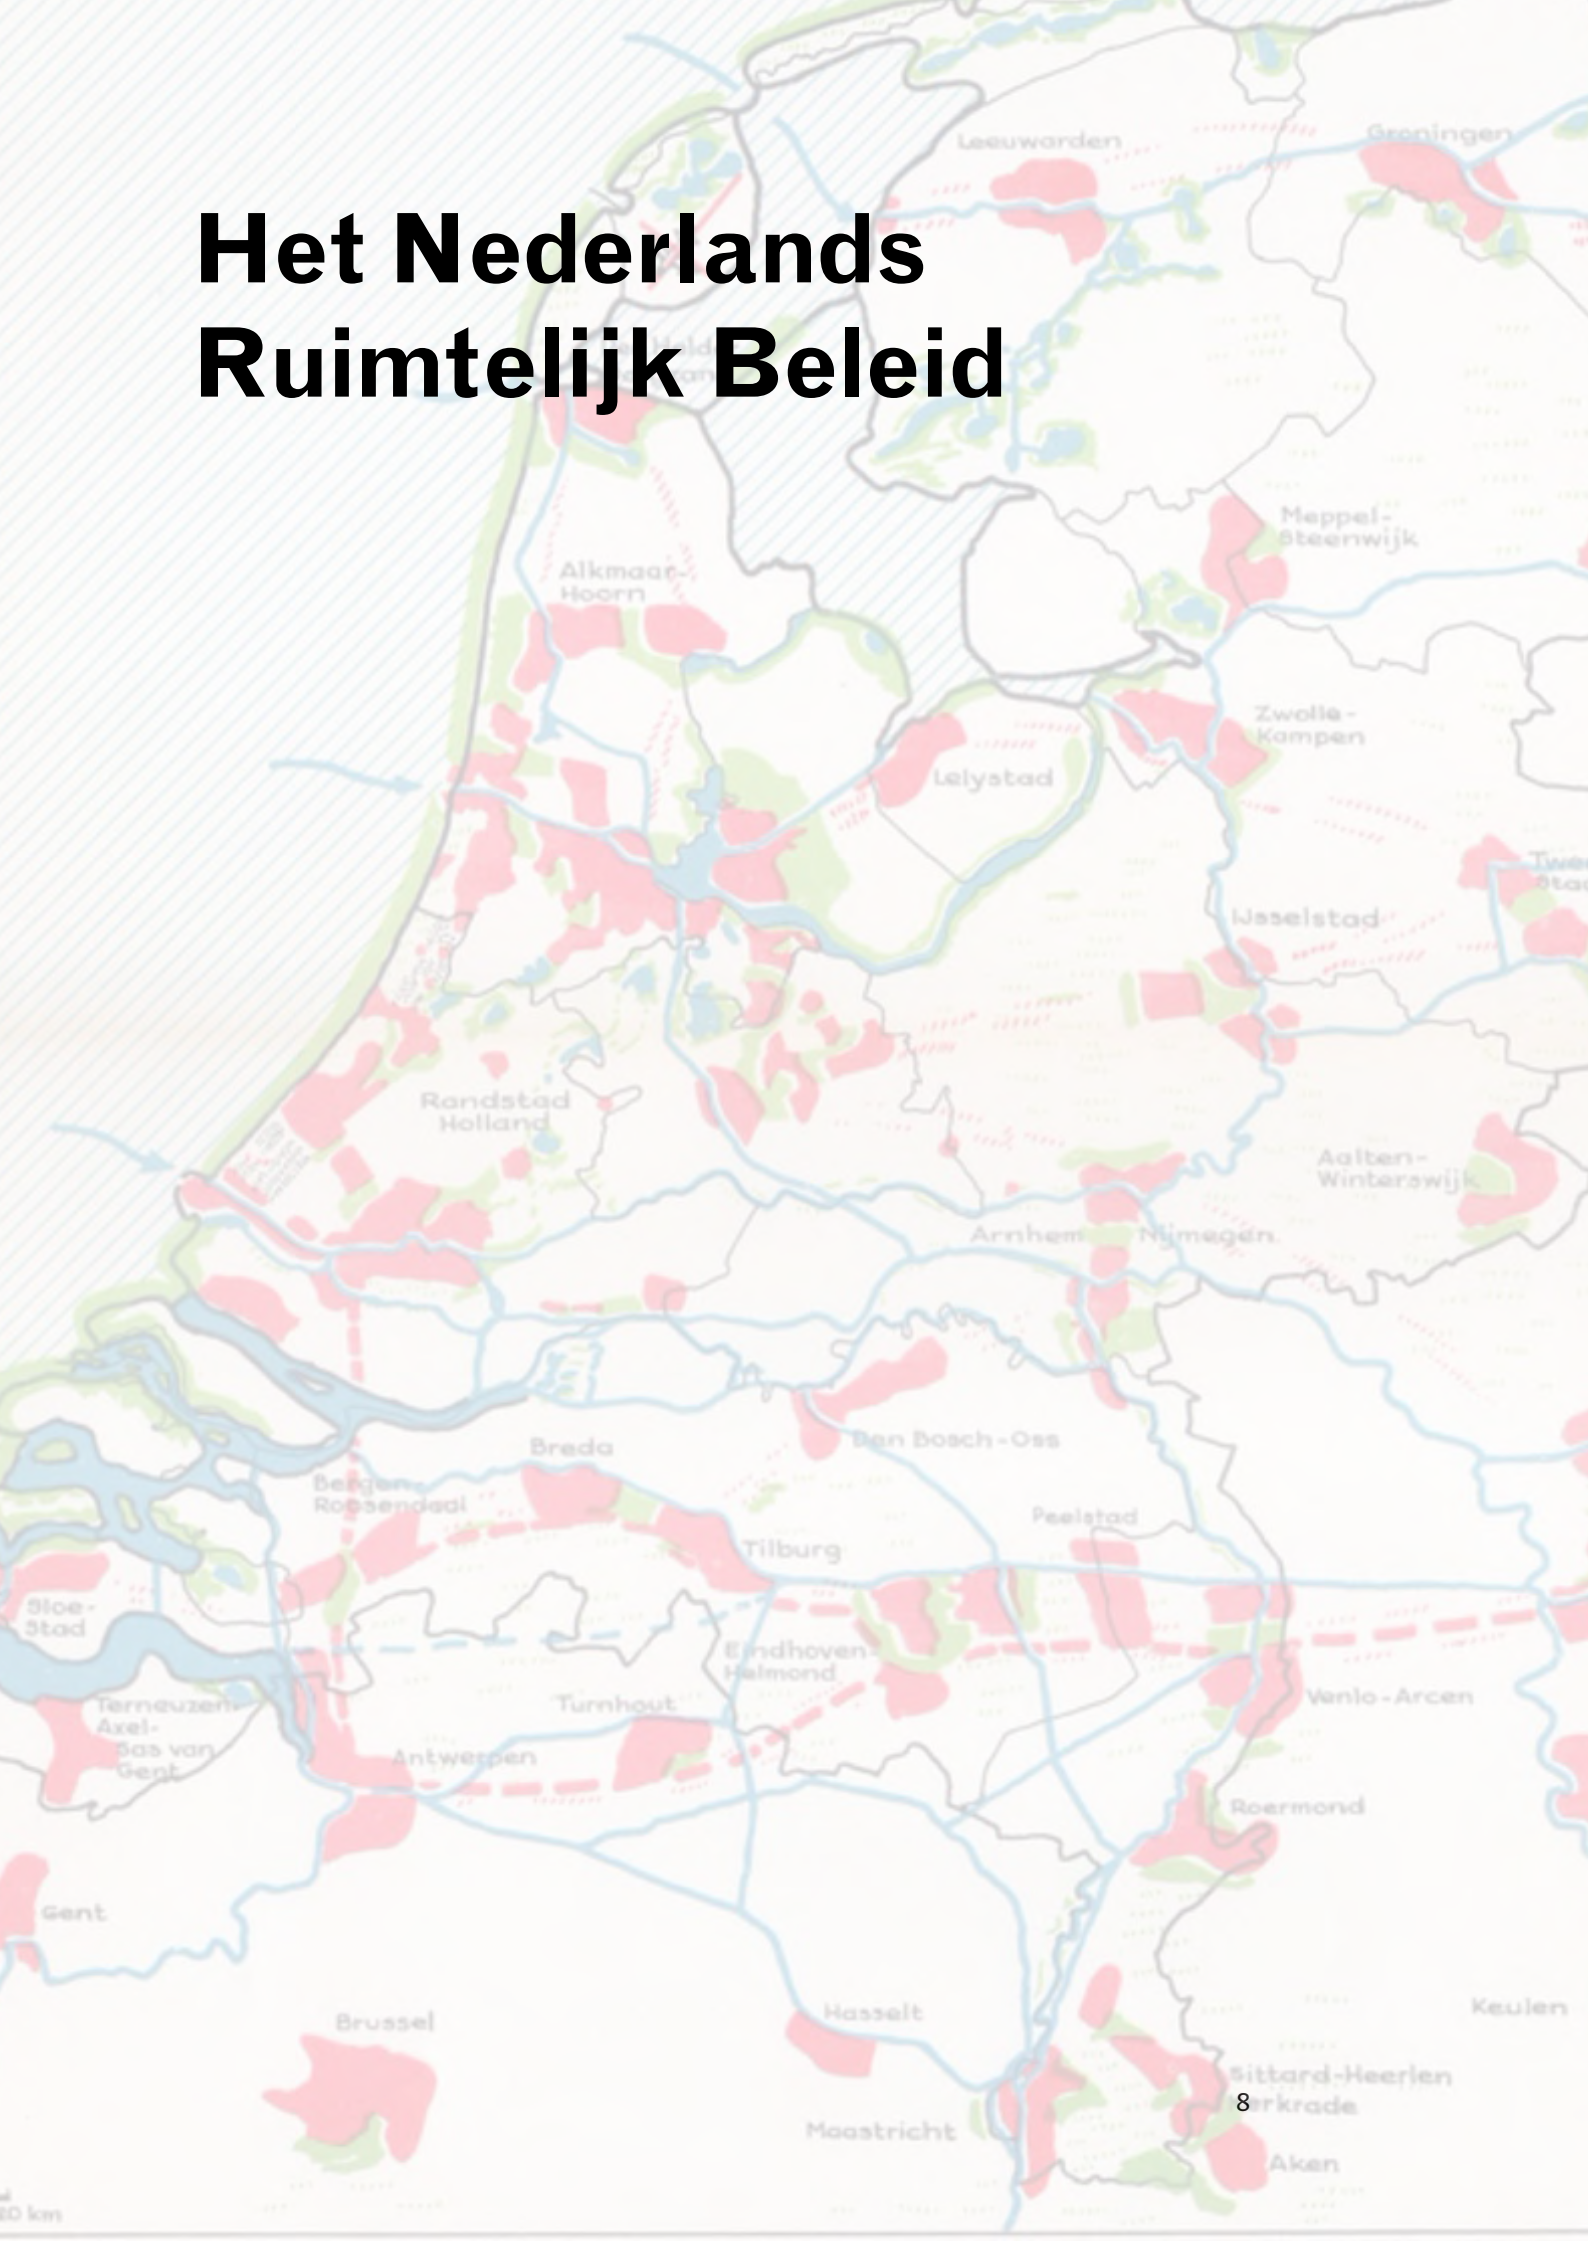 Het Nederlands
Ruimtelijk Beleid
Leeuwarden
Groningen
Meppel-
Steenwijk
Alkmaar-
Hoorn
Zwolle-
Kampen
Lelystad
IJsselstad
Randstad
Holland
Aalten-
Winterswijk
Arnhem
Nijmegen
Breda
Den Bosch-Oss
Bergen-
Roosendaal
Peelstad
Tilburg
Sloe-
Stad
Eindhoven-
Helmond
Terneuzen-
Axel-
Sas van
Gent
Turnhout
Venlo-Arcen
Antwerpen
Roermond
Gent
Brussel
Hasselt
Keulen
Sittard-Heerlen
8
Maastricht
Aken
20 km